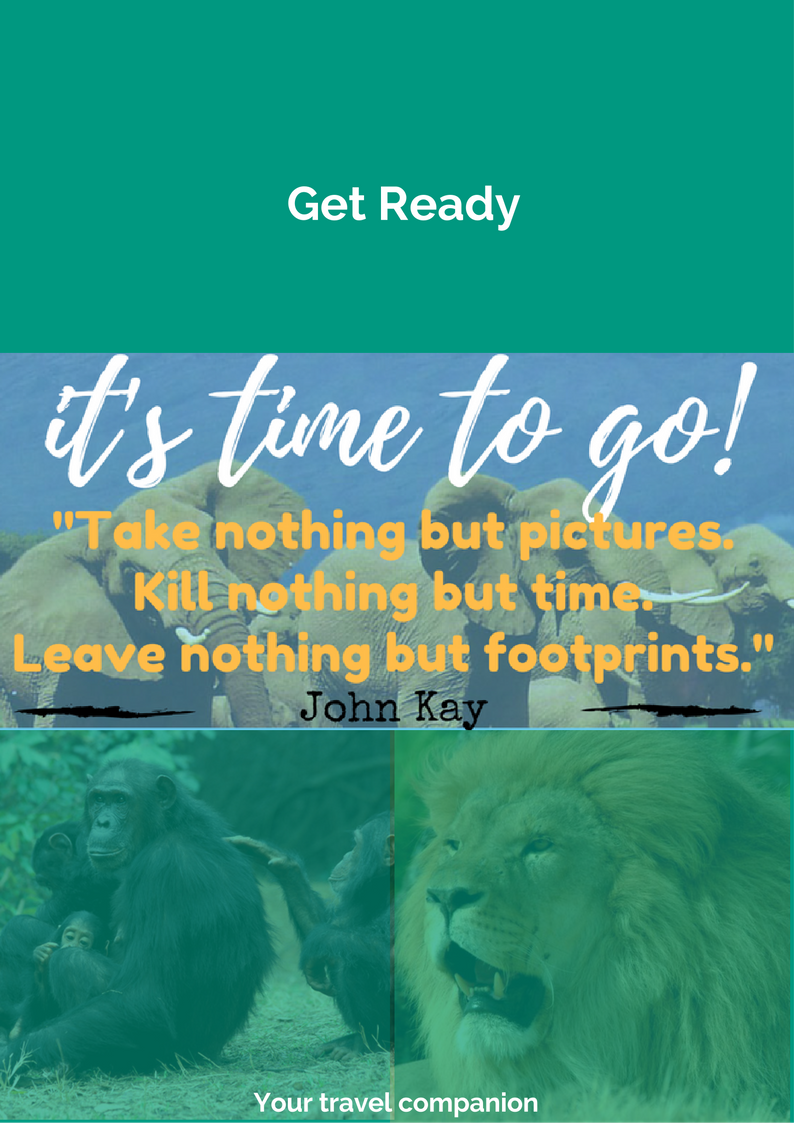 Get Ready
it's time to go!
"Take nothing but pictures.
Kill nothing but time.
Leave nothing but footprints."
John Kay
Your travel companion